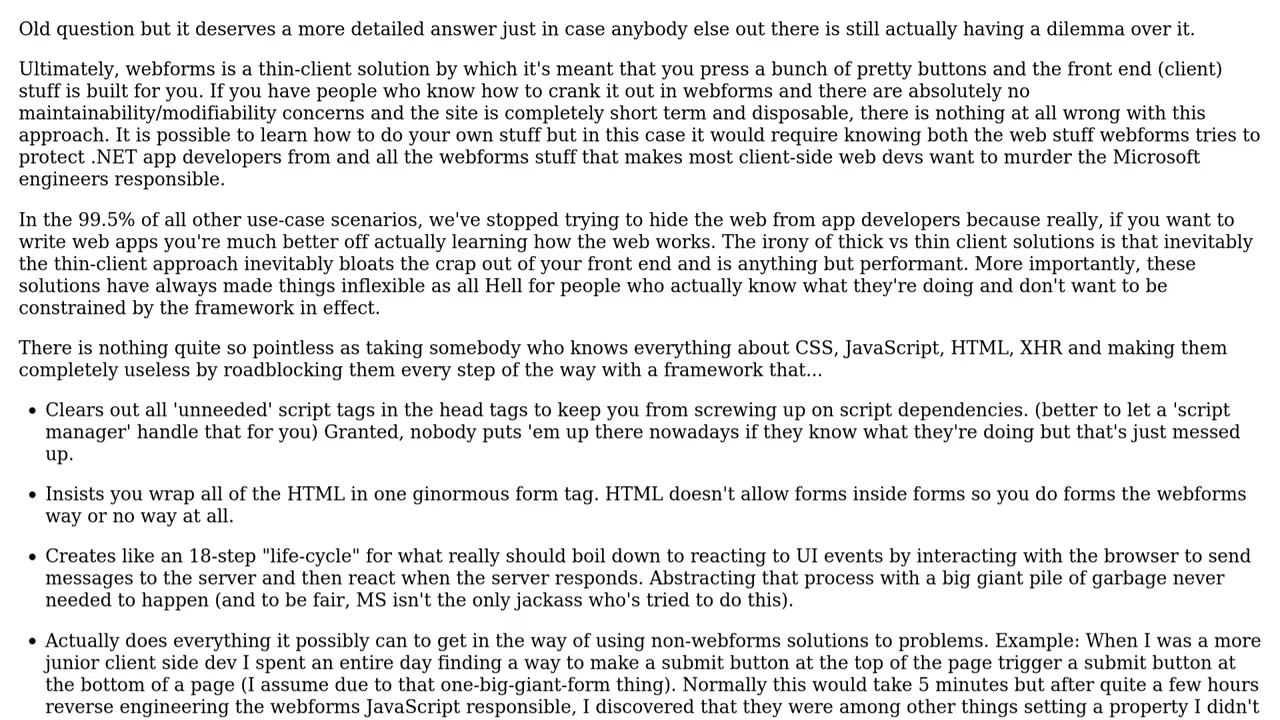 Old question but it deserves a more detailed answer just in case anybody else out there is still actually having a dilemma over it.
Ultimately, webforms is a thin-client solution by which it's meant that you press a bunch of pretty buttons and the front end (client)
stuff is built for you. If you have people who know how to crank it out in webforms and there are absolutely no
maintainability/modifiability concerns and the site is completely short term and disposable, there is nothing at all wrong with this
approach. It is possible to learn how to do your own stuff but in this case it would require knowing both the web stuff webforms tries to
protect .NET app developers from and all the webforms stuff that makes most client-side web devs want to murder the Microsoft
engineers responsible.
In the 99.5% of all other use-case scenarios, we've stopped trying to hide the web from app developers because really, if you want to
write web apps you're much better off actually learning how the web works. The irony of thick vs thin client solutions is that inevitably
the thin-client approach inevitably bloats the crap out of your front end and is anything but performant. More importantly, these
solutions have always made things inflexible as all Hell for people who actually know what they're doing and don't want to be
constrained by the framework in effect.
There is nothing quite so pointless as taking somebody who knows everything about CSS, JavaScript, HTML, XHR and making them
completely useless by roadblocking them every step of the way with a framework that...
• Clears out all 'unneeded' script tags in the head tags to keep you from screwing up on script dependencies. (better to let a 'script
manager' handle that for you) Granted, nobody puts 'em up there nowadays if they know what they're doing but that's just messed
up.
• Insists you wrap all of the HTML in one ginormous form tag. HTML doesn't allow forms inside forms so you do forms the webforms
way or no way at all.
• Creates like an 18-step "life-cycle" for what really should boil down to reacting to UI events by interacting with the browser to send
messages to the server and then react when the server responds. Abstracting that process with a big giant pile of garbage never
needed to happen (and to be fair, MS isn't the only jackass who's tried to do this).
• Actually does everything it possibly can to get in the way of using non-webforms solutions to problems. Example: When I was a more
junior client side dev I spent an entire day finding a way to make a submit button at the top of the page trigger a submit button at
the bottom of a page (I assume due to that one-big-giant-form thing). Normally this would take 5 minutes but after quite a few hours
reverse engineering the webforms JavaScript responsible, I discovered that they were among other things setting a property I didn't